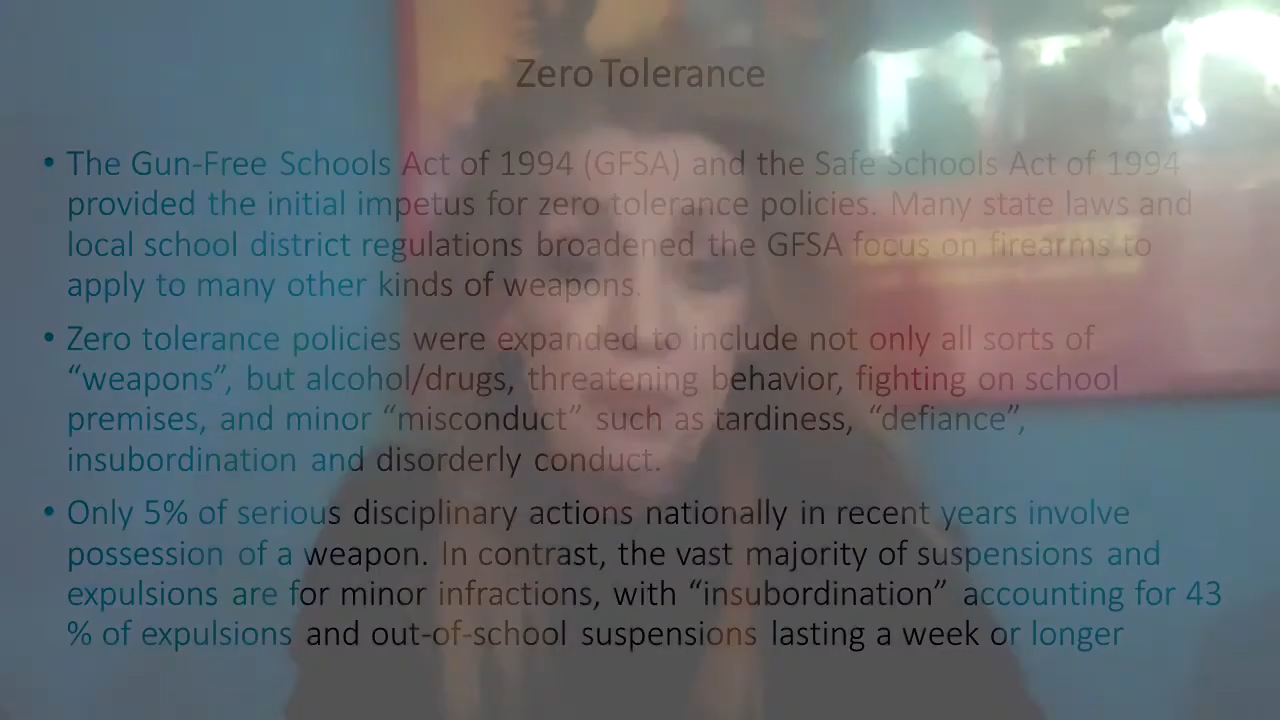 Zero Tolerance
• The Gun-Free Schools Act of 1994 (GFSA) and the Safe Schools Act of 1994
provided the initial impetus for zero tolerance policies. Many state laws and
local school district regulations broadened the GFSA focus on firearms to
apply to many other kinds of weapons.
• Zero tolerance policies were expanded to include not only all sorts of
“weapons”, but alcohol/drugs, threatening behavior, fighting on school
premises, and minor “misconduct” such as tardiness, “defiance”,
insubordination and disorderly conduct.
• Only 5% of serious disciplinary actions nationally in recent years involve
possession of a weapon. In contrast, the vast majority of suspensions and
expulsions are for minor infractions, with “insubordination” accounting for 43
% of expulsions and out-of-school suspensions lasting a week or longer